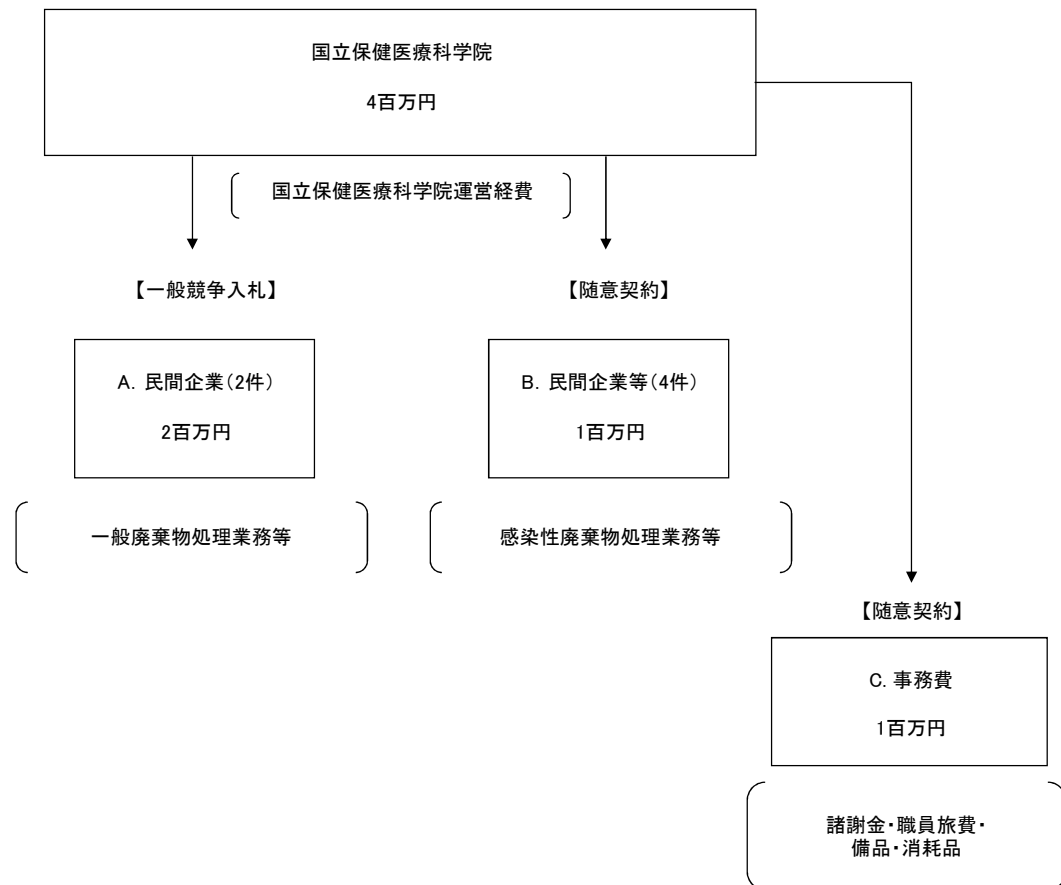 国立保健医療科学院
4百万円
国立保健医療科学院運営経費
【一般競争入札】
【随意契約】
A. 民間企業(2件)
2百万円
B. 民間企業等(4件)
1百万円
一般廃棄物処理業務等
感染性廃棄物処理業務等
【随意契約】
C. 事務費
1百万円
諸謝金・職員旅費・
備品・消耗品